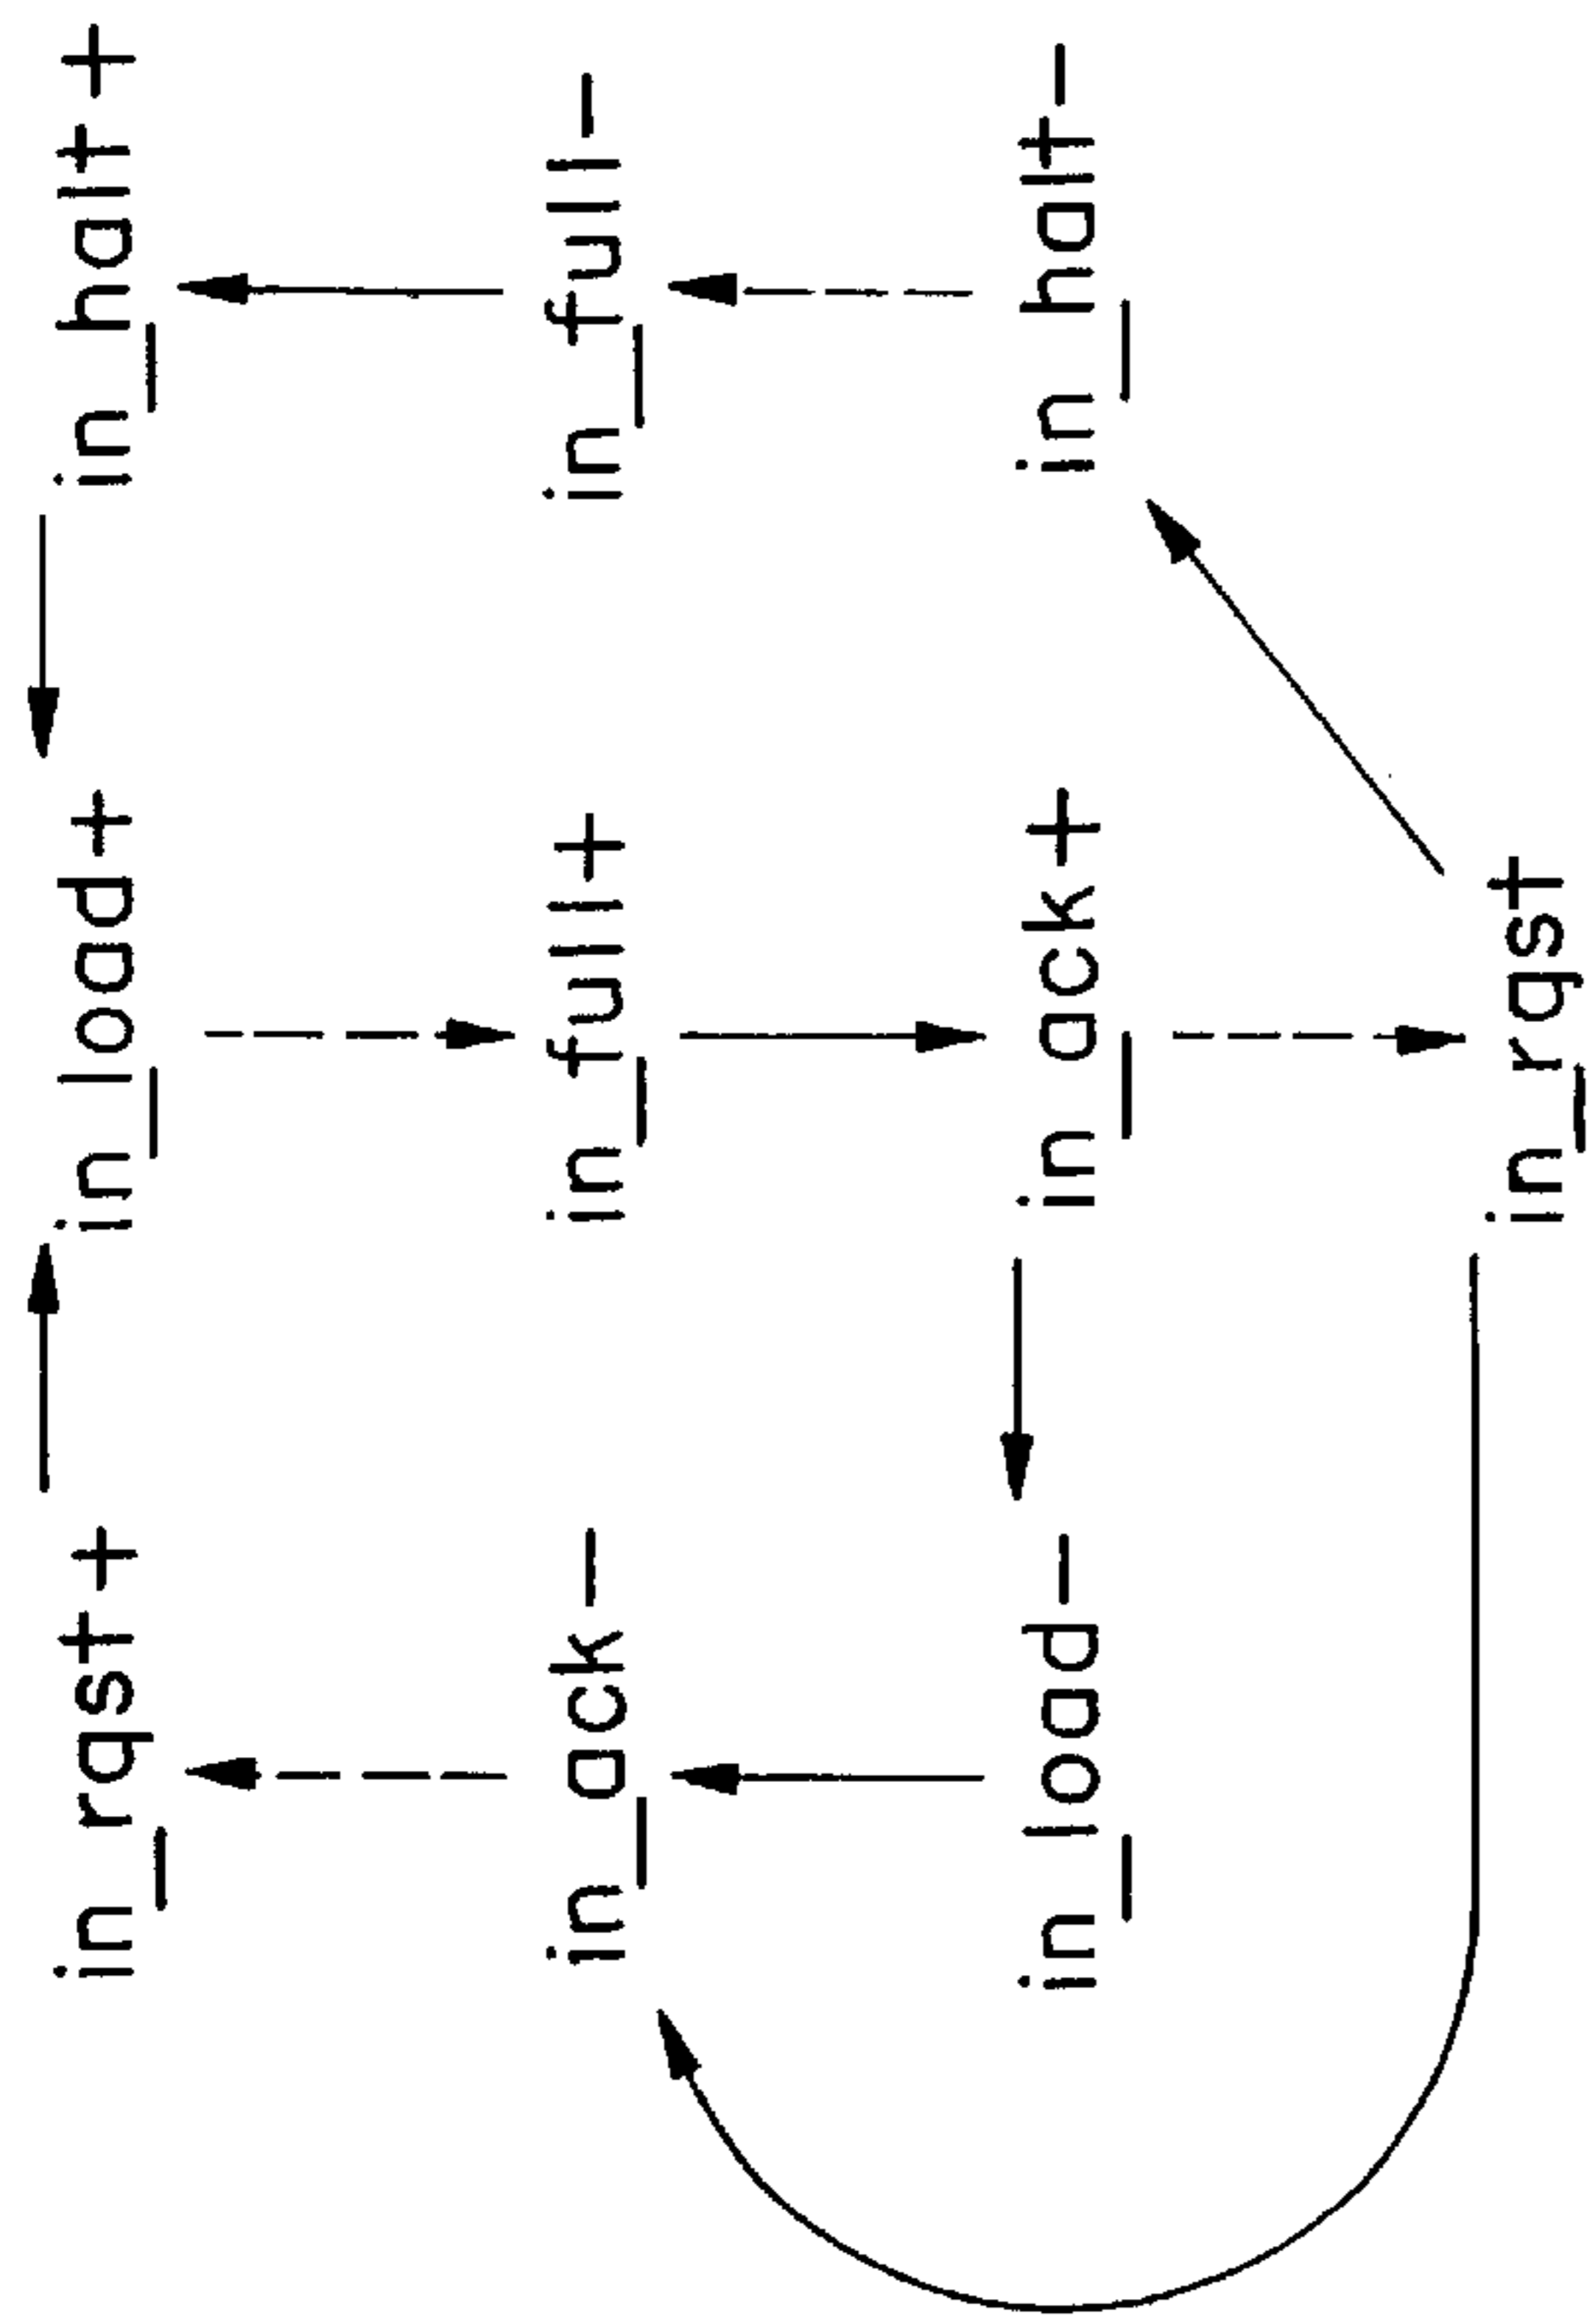 in_rqst+
in_load+
in_halt+
in_ack-
in_full+
in_full-
in_load-
in_ack+
in_halt-
in_rqst